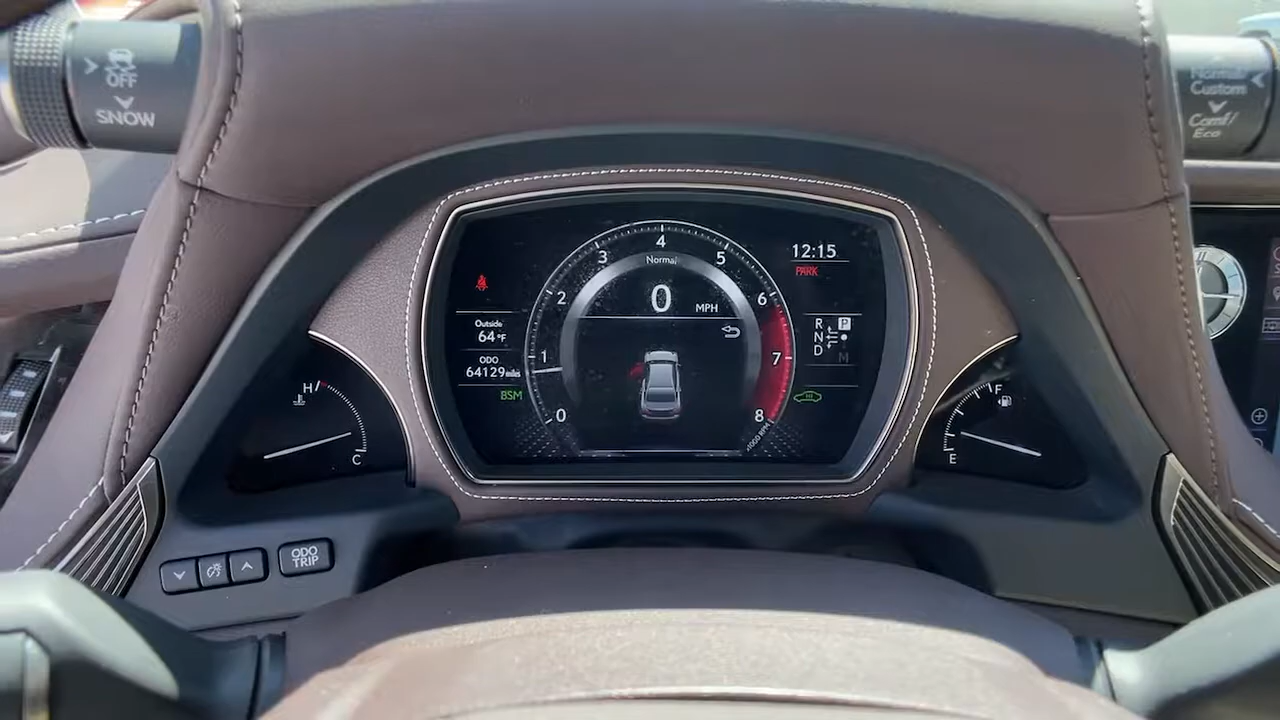 OFF
SNOW
Normal
Custom
Comf/
Eco
4
3
5
Normal
12:15
PARK
2
6
0
MPH
Outside
64°F
R
P
N
D
M
ODO
64129 miles
1
7
BSM
0
8
x1000 RPM
H
C
F
E
ODO
TRIP